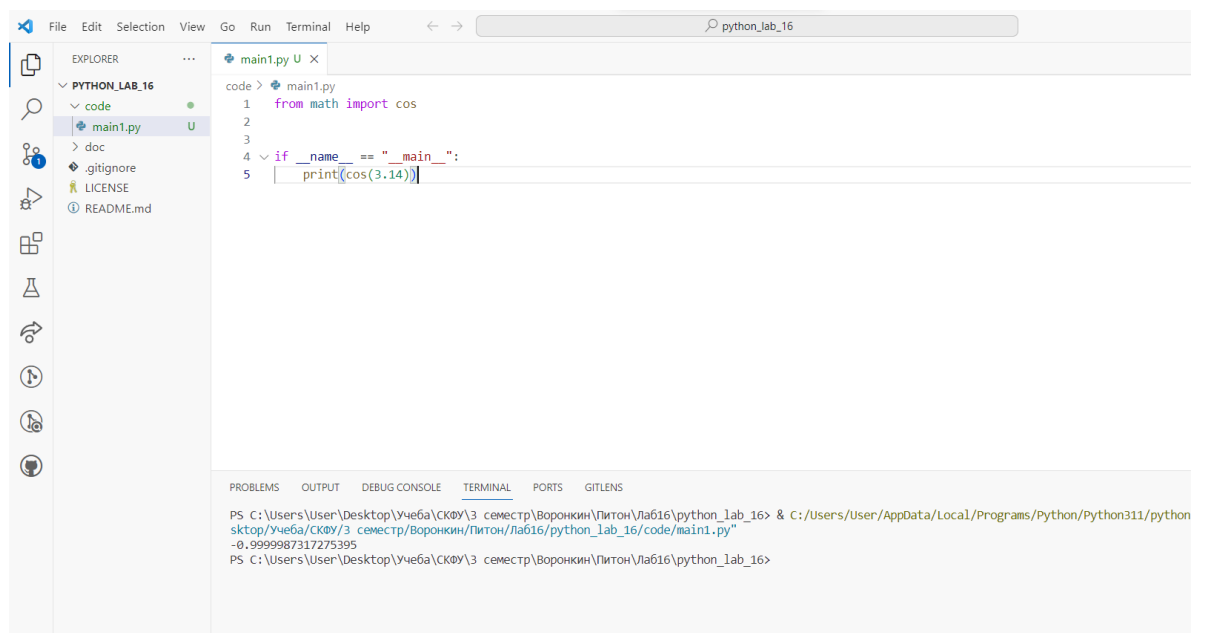 File Edit Selection View Go Run Terminal Help
python_lab_16
EXPLORER
PYTHON_LAB_16
code
main1.py U
doc
.gitignore
LICENSE
README.md
1
main1.py U
code > main1.py
1 from math import cos
2
3
4 if __name__ == "__main__":
5 print(cos(3.14))
PROBLEMS OUTPUT DEBUG CONSOLE TERMINAL PORTS GITLENS
PS C:\Users\User\Desktop\Учеба\СКФУ\3 семестр\Воронкин\Питон\Лаб16\python_lab_16> & C:/Users/User/AppData/Local/Programs/Python/Python311/python
sktop/Учеба/СКФУ/3 семестр/Воронкин/Питон/Лаб16/python_lab_16/code/main1.py"
-0.9999987317275395
PS C:\Users\User\Desktop\Учеба\СКФУ\3 семестр\Воронкин\Питон\Лаб16\python_lab_16>